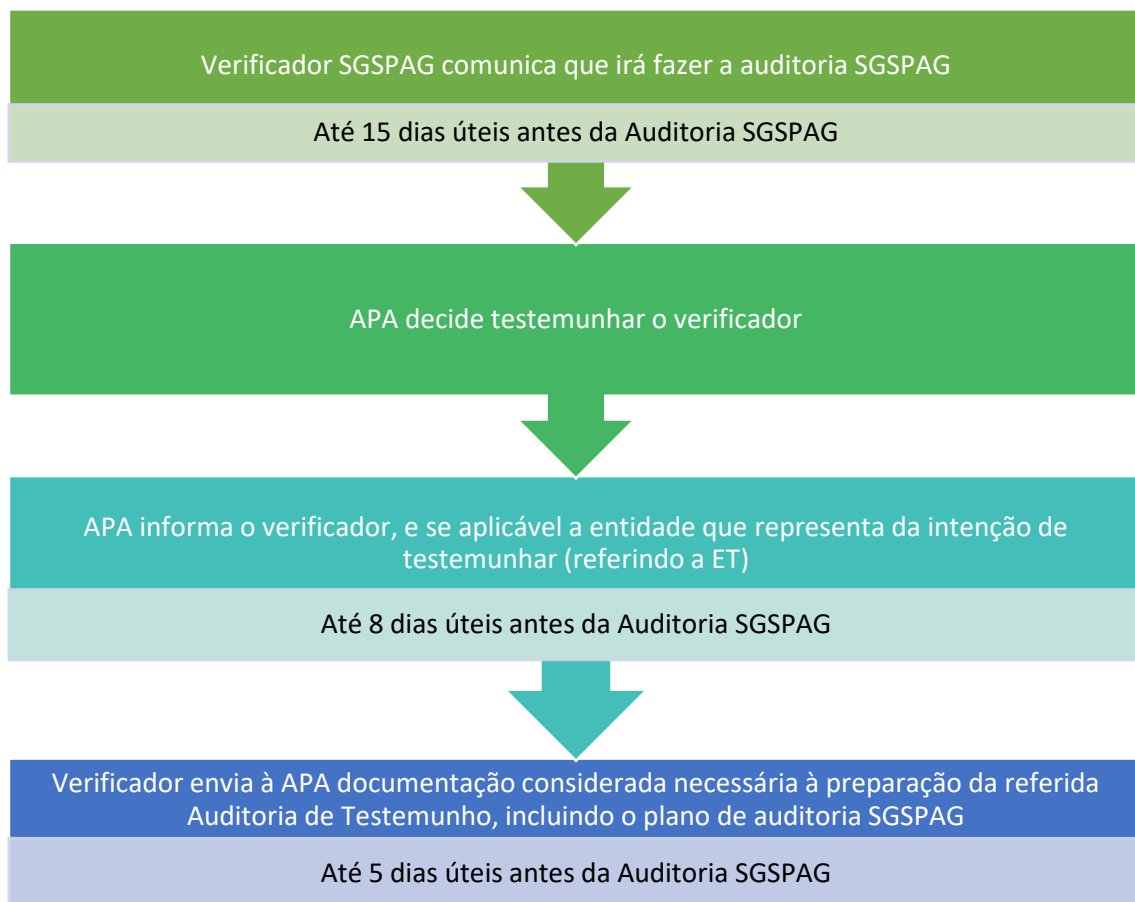 Verificador SGSPAG comunica que irá fazer a auditoria SGSPAG
Até 15 dias úteis antes da Auditoria SGSPAG
APA decide testemunhar o verificador
APA informa o verificador, e se aplicável a entidade que representa da intenção de
testemunhar (referindo a ET)
Até 8 dias úteis antes da Auditoria SGSPAG
Verificador envia à APA documentação considerada necessária à preparação da referida
Auditoria de Testemunho, incluindo o plano de auditoria SGSPAG
Até 5 dias úteis antes da Auditoria SGSPAG